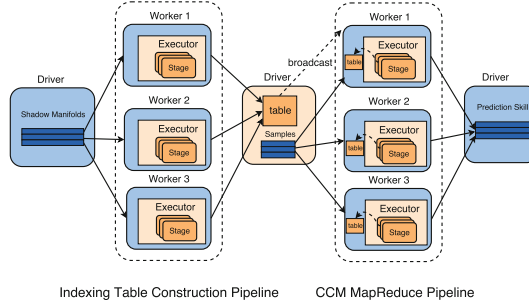 Worker 1
Executor
Stage
Worker 2
Executor
Stage
Worker 3
Executor
Stage
Driver
Shadow Manifolds
Driver
table
Samples
broadcast
Worker 1
Executor
table
Stage
Worker 2
Executor
table
Stage
Worker 3
Executor
table
Stage
Driver
Prediction Skill
Indexing Table Construction Pipeline
CCM MapReduce Pipeline